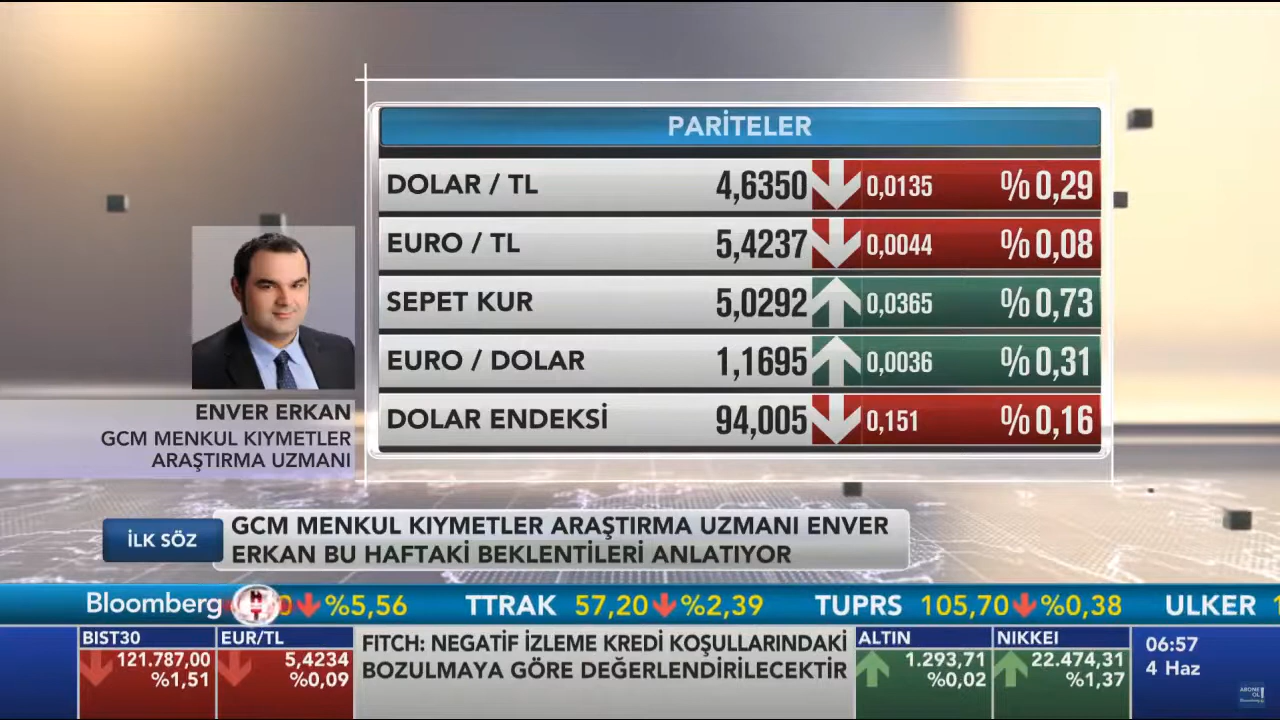 PARİTELER
DOLAR / TL 4,6350 0,0135 %0,29
EURO / TL 5,4237 0,0044 %0,08
SEPET KUR 5,0292 0,0365 %0,73
EURO / DOLAR 1,1695 0,0036 %0,31
DOLAR ENDEKSİ 94,005 0,151 %0,16
ENVER ERKAN
GCM MENKUL KIYMETLER
ARAŞTIRMA UZMANI
İLK SÖZ
GCM MENKUL KIYMETLER ARAŞTIRMA UZMANI ENVER
ERKAN BU HAFTAKİ BEKLENTİLERİ ANLATIYOR
Bloomberg HT 0 %5,56 TTRAK 57,20 %2,39 TUPRS 105,70 %0,38 ULKER
BIST30
121.787,00
%1,51
EUR/TL
5,4234
%0,09
FITCH: NEGATİF İZLEME KREDİ KOŞULLARINDAKİ
BOZULMAYA GÖRE DEĞERLENDİRİLECEKTİR
ALTIN
1.293,71
%0,02
NIKKEI
22.474,31
%1,37
06:57
4 Haz
ABONE
OL!